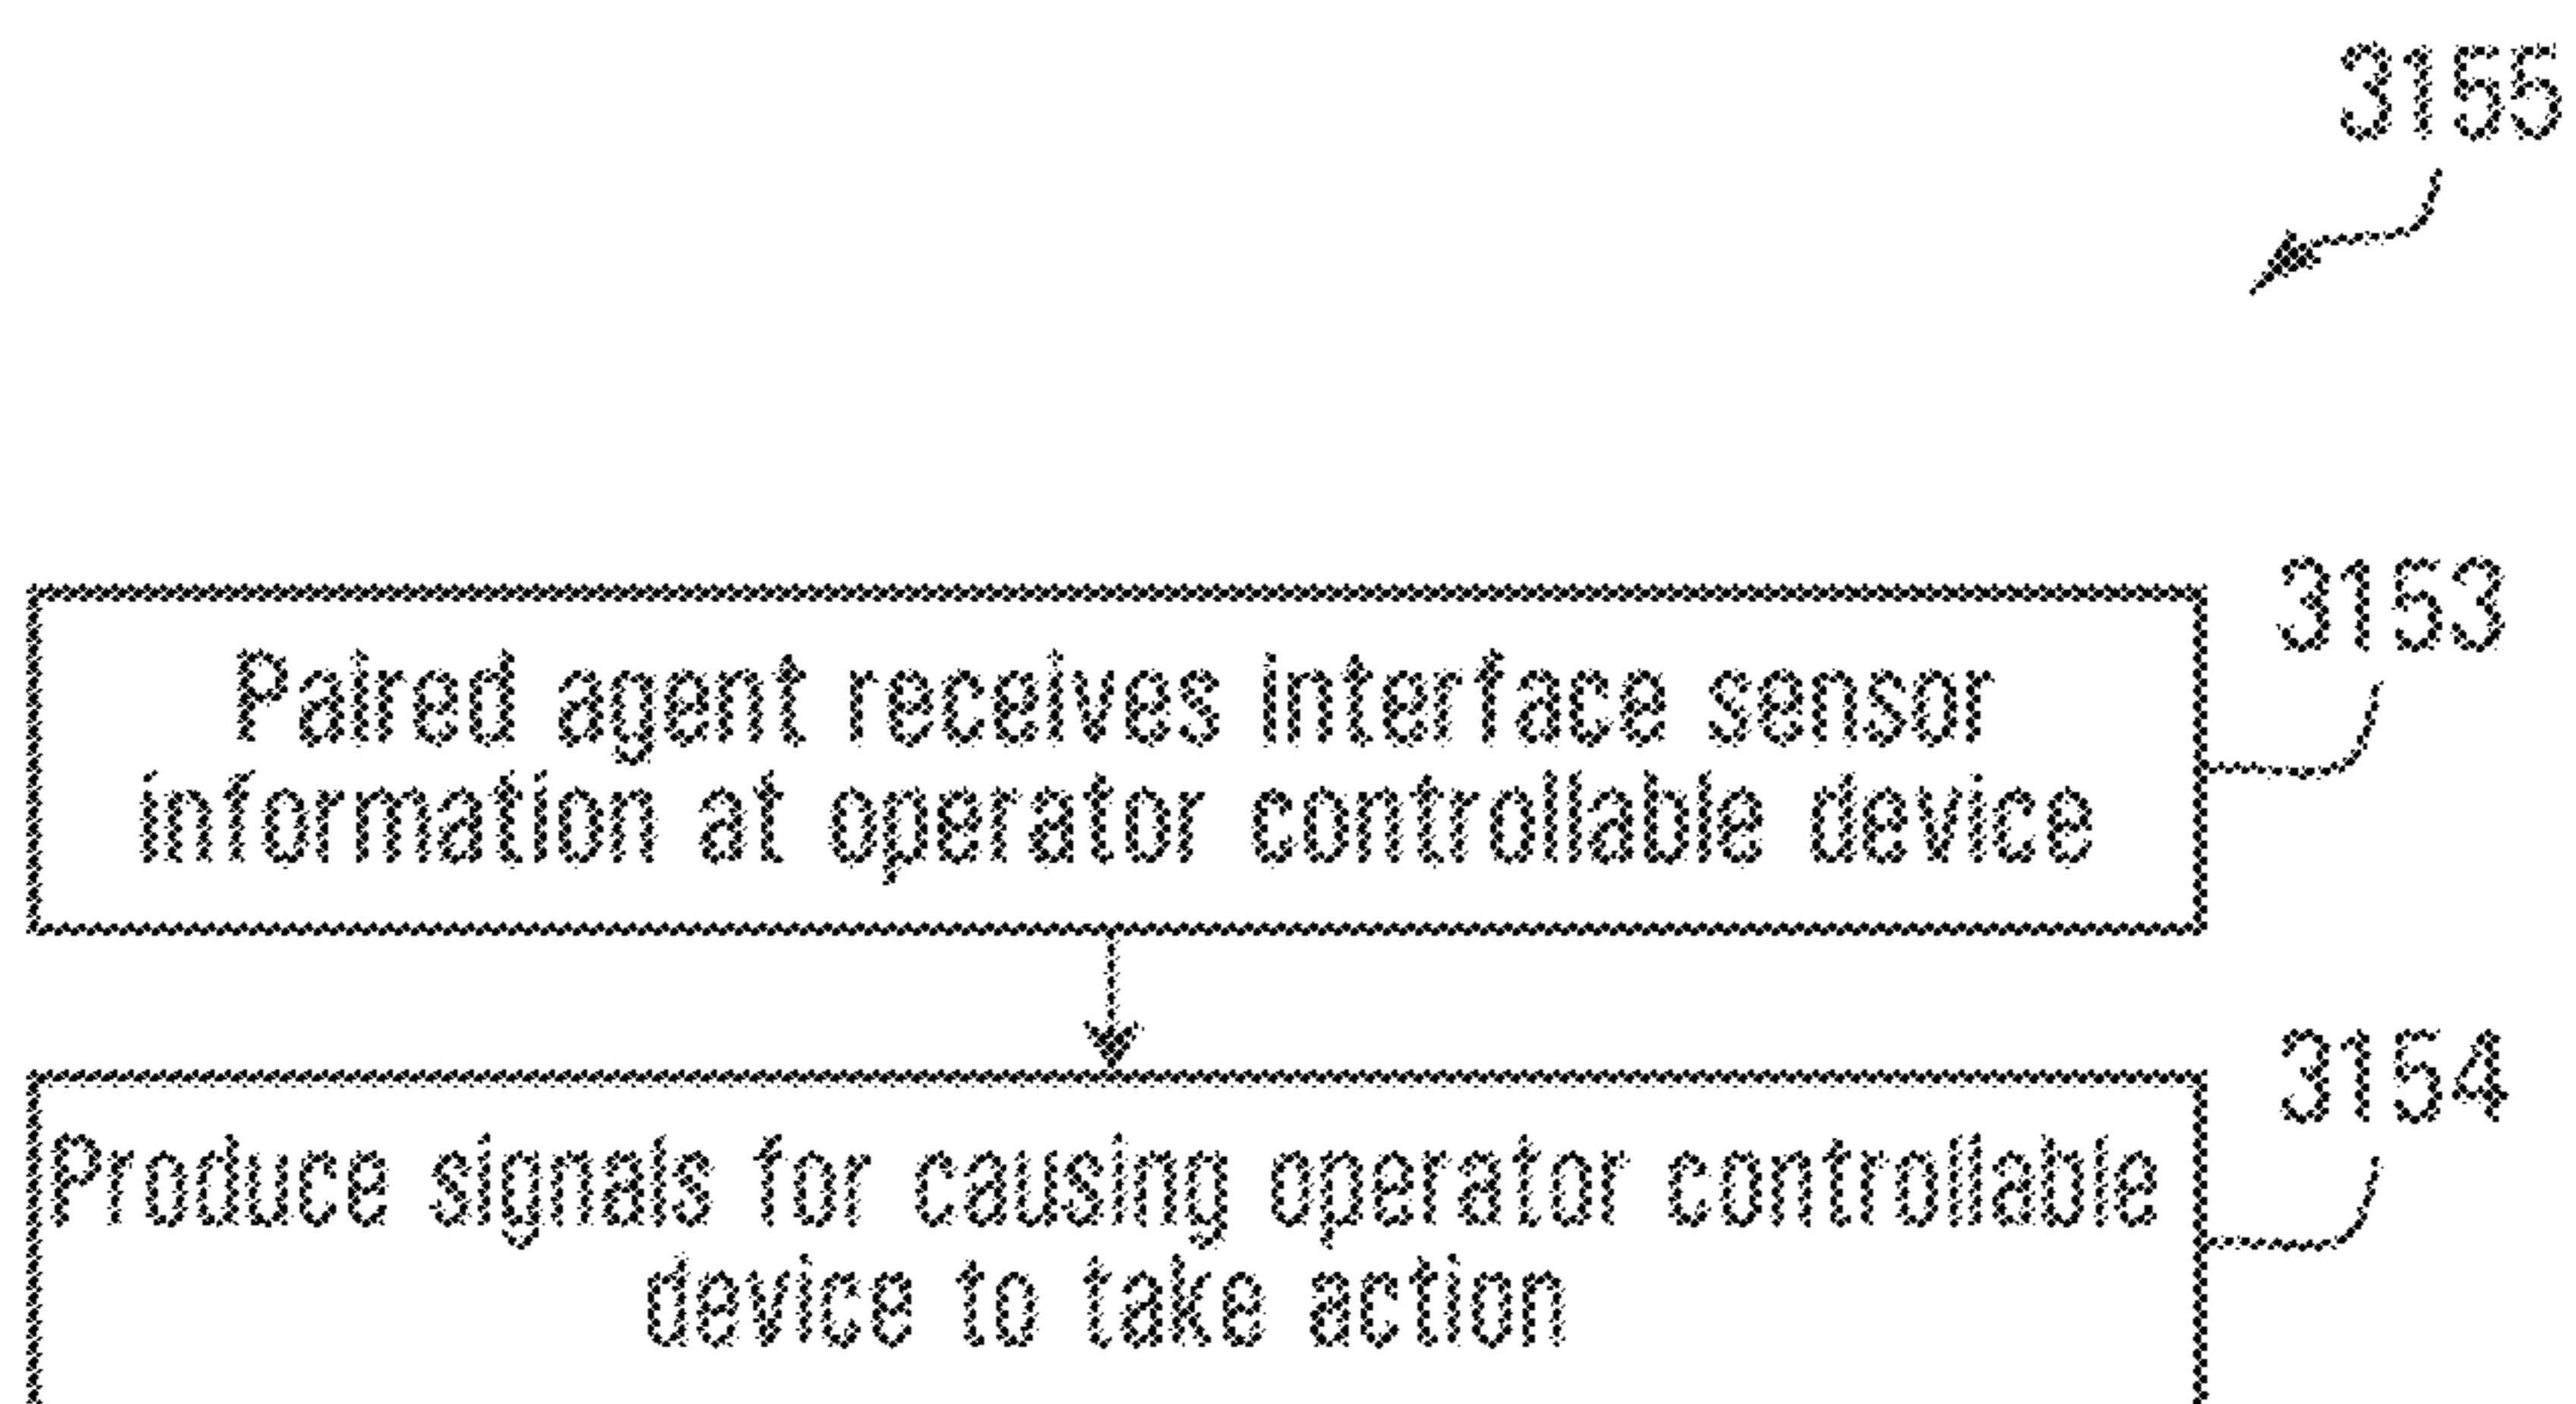 3155
3153
Paired agent receives interface sensor
information at operator controllable device
3154
Produce signals for causing operator controllable
device to take action